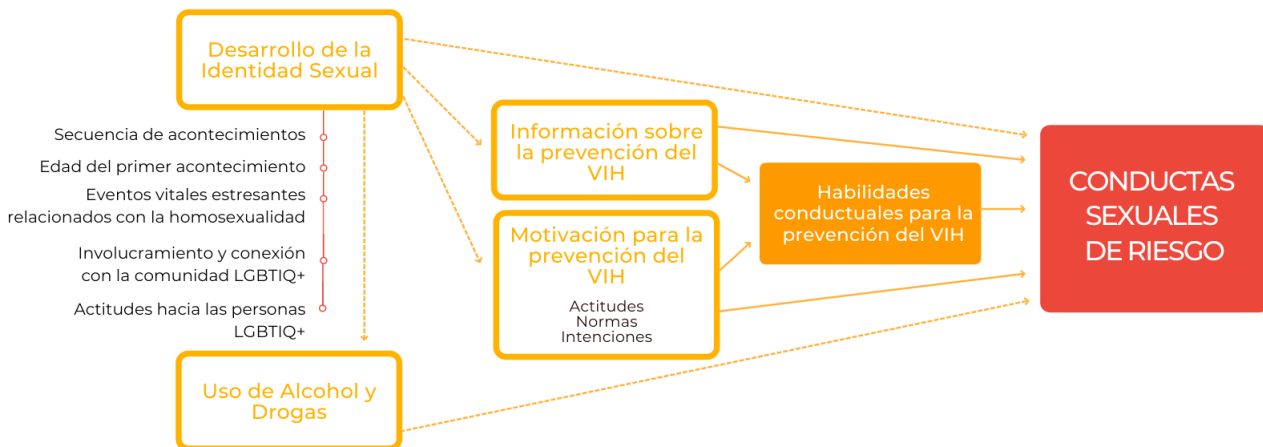 Desarrollo de la
Identidad Sexual
Secuencia de acontecimientos
Edad del primer acontecimiento
Eventos vitales estresantes
relacionados con la homosexualidad
Involucramiento y conexión
con la comunidad LGBTIQ+
Actitudes hacia las personas
LGBTIQ+
Uso de Alcohol y
Drogas
Información sobre
la prevención del
VIH
Motivación para la
prevención del
VIH
Actitudes
Normas
Intenciones
Habilidades
conductuales para la
prevención del VIH
CONDUCTAS
SEXUALES
DE RIESGO